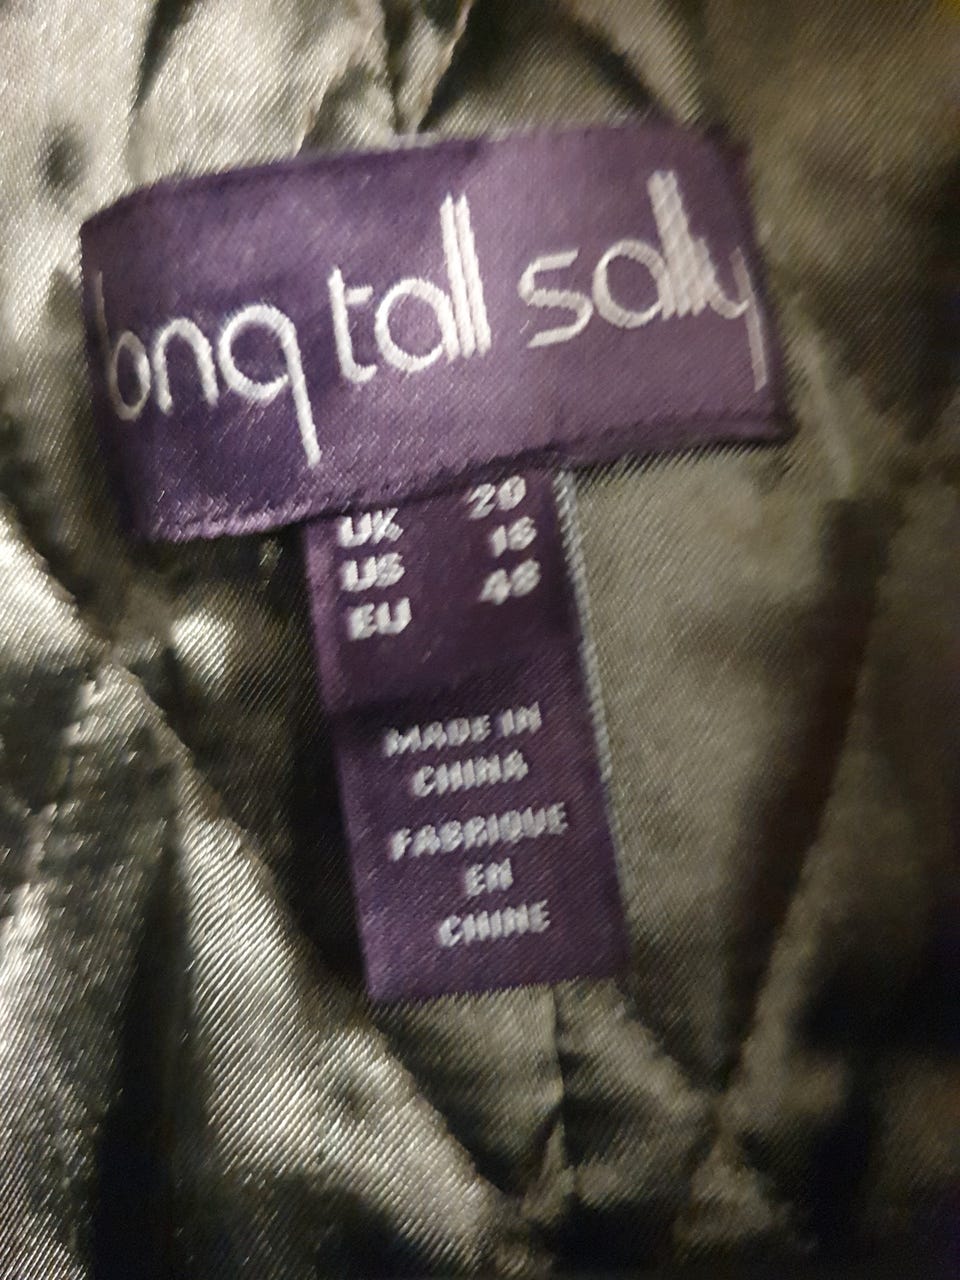 long tall sally
UK 20
US 16
EU 48
MADE IN
CHINA
FABRIQUE
EN
CHINE